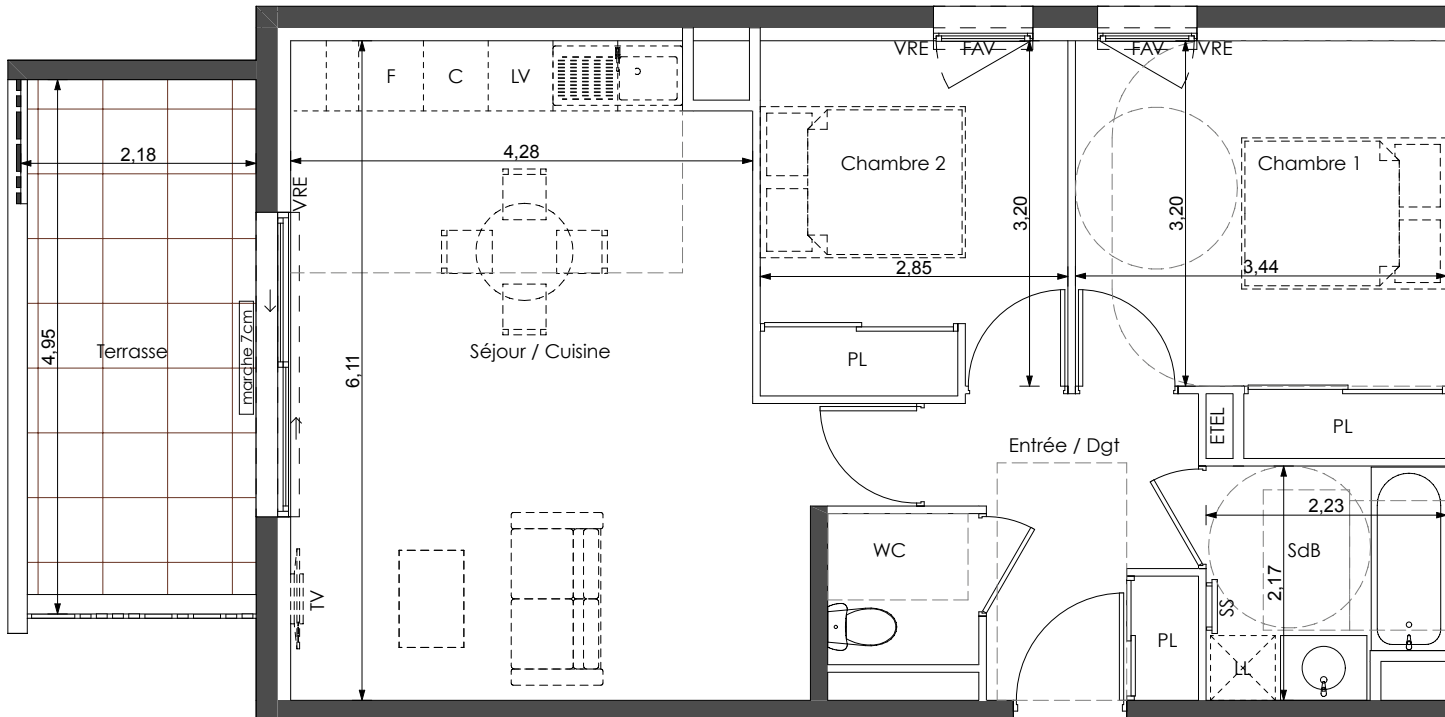 VRE FAV
FAV VRE
F C LV
2,18
4,28
Chambre 2
Chambre 1
VRE
3,20
3,20
2,85
3,44
4,95
Terrasse
marche 7cm
6,11
Séjour / Cuisine
PL
ETEL
PL
Entrée / Dgt
2,23
WC
SdB
2,17
TV
SS
PL
LL